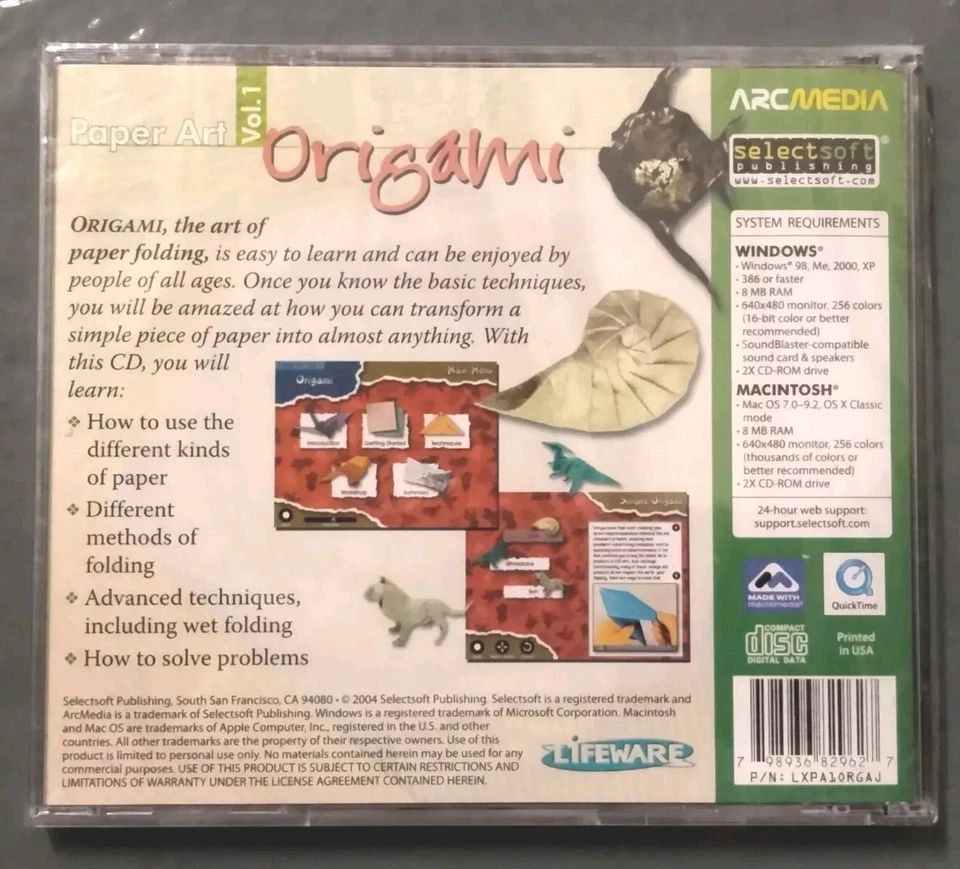 Paper Art Vol.1
Origami
ORIGAMI, the art of
paper folding, is easy to learn and can be enjoyed by
people of all ages. Once you know the basic techniques,
you will be amazed at how you can transform a
simple piece of paper into almost anything. With
this CD, you will
learn:
❖ How to use the
different kinds
of paper
❖ Different
methods of
folding
❖ Advanced techniques,
including wet folding
❖ How to solve problems
Origami
Main Menu
Introduction
Getting Started
Techniques
Workshop
Summary
Simple Origami
Dinosaurus
lion
Selectsoft Publishing, South San Francisco, CA 94080 • © 2004 Selectsoft Publishing. Selectsoft is a registered trademark and
ArcMedia is a trademark of Selectsoft Publishing. Windows is a registered trademark of Microsoft Corporation. Macintosh
and Mac OS are trademarks of Apple Computer, Inc., registered in the U.S. and other
countries. All other trademarks are the property of their respective owners. Use of this
product is limited to personal use only. No materials contained herein may be used for any
commercial purposes. USE OF THIS PRODUCT IS SUBJECT TO CERTAIN RESTRICTIONS AND
LIMITATIONS OF WARRANTY UNDER THE LICENSE AGREEMENT CONTAINED HEREIN.
LIFEWARE
ARCMEDIA
selectsoft®
publishing
www.selectsoft.com
SYSTEM REQUIREMENTS
WINDOWS®
• Windows® 98, Me, 2000, XP
• 386 or faster
• 8 MB RAM
• 640x480 monitor, 256 colors
(16-bit color or better
recommended)
• SoundBlaster-compatible
sound card & speakers
• 2X CD-ROM drive
MACINTOSH®
• Mac OS 7.0–9.2, OS X Classic
mode
• 8 MB RAM
• 640x480 monitor, 256 colors
(thousands of colors or
better recommended)
• 2X CD-ROM drive
24-hour web support:
support.selectsoft.com
MADE WITH
macromedia®
QuickTime
COMPACT
disc
DIGITAL DATA
Printed
in USA
7 98936 82962 7
P/N: LXPA1ORGAJ